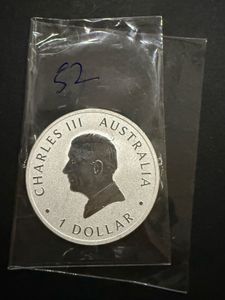 52
CHARLES III AUSTRALIA
• 1 DOLLAR •